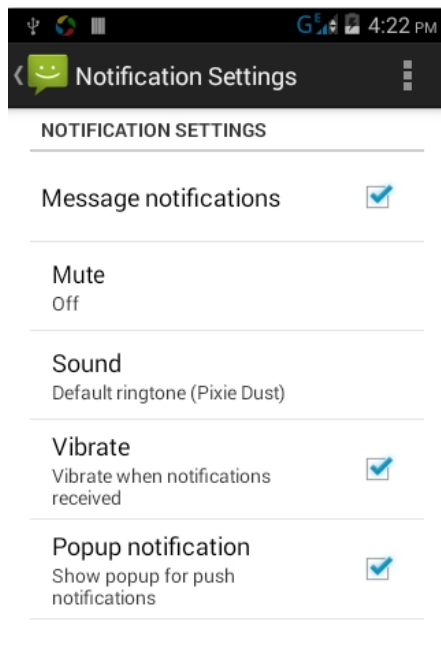 G E 4:22 PM
Notification Settings
NOTIFICATION SETTINGS
Message notifications
Mute
Off
Sound
Default ringtone (Pixie Dust)
Vibrate
Vibrate when notifications
received
Popup notification
Show popup for push
notifications